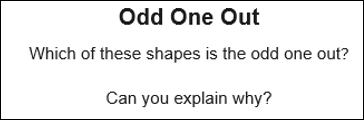 Odd One Out
Which of these shapes is the odd one out?
Can you explain why?